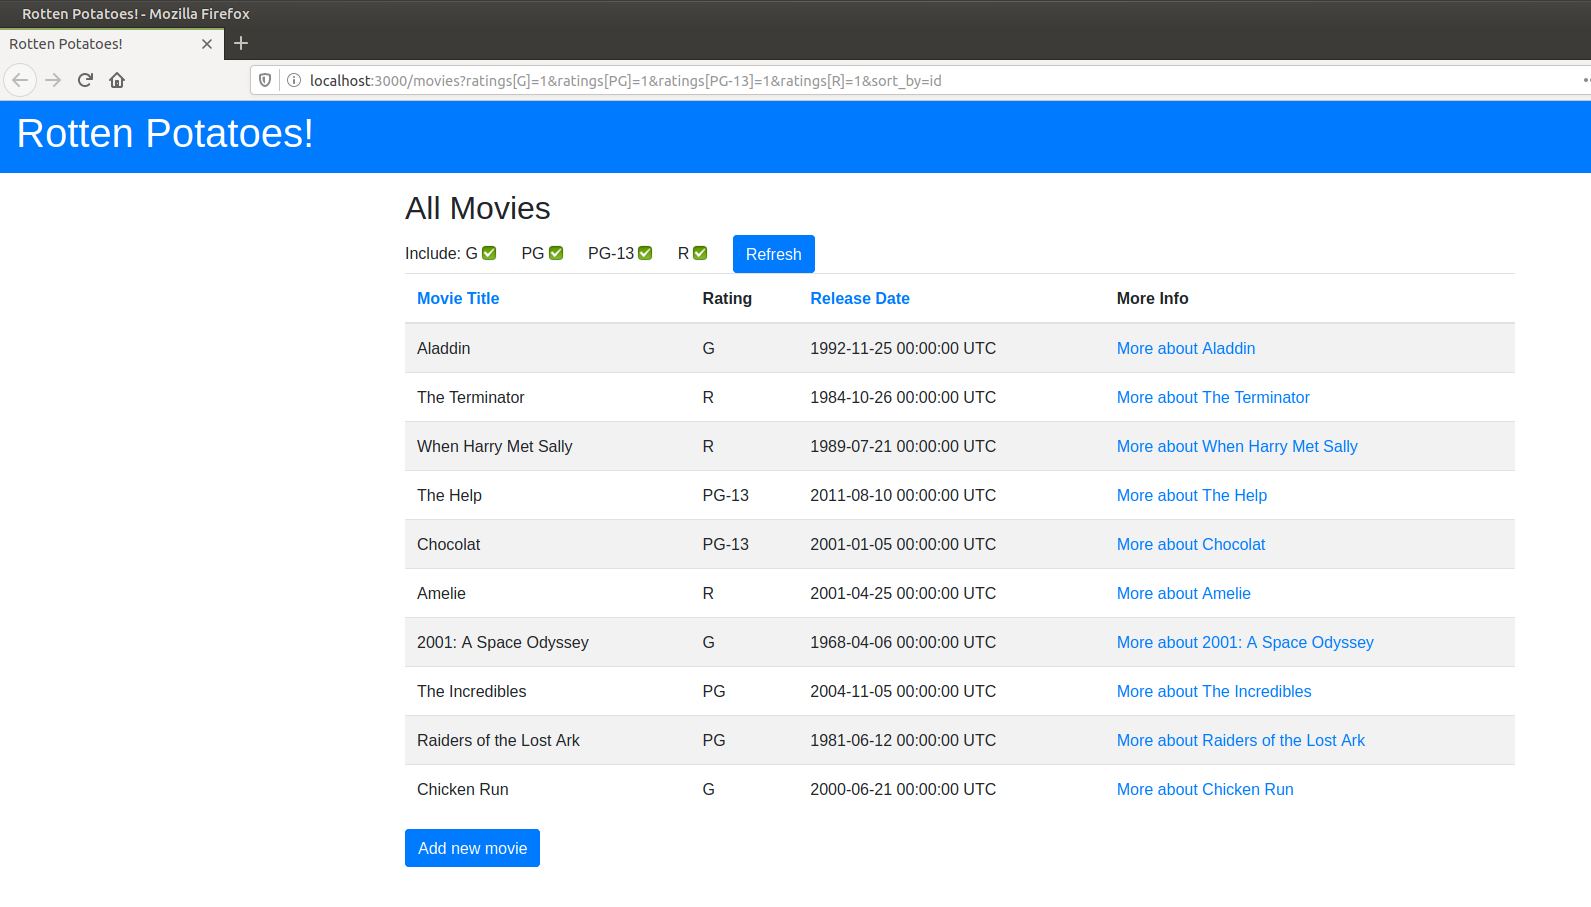 Rotten Potatoes! - Mozilla Firefox
Rotten Potatoes!
localhost:3000/movies?ratings[G]=1&ratings[PG]=1&ratings[PG-13]=1&ratings[R]=1&sort_by=id
Rotten Potatoes!
All Movies
Include: G PG PG-13 R Refresh
Movie Title Rating Release Date More Info
Aladdin G 1992-11-25 00:00:00 UTC More about Aladdin
The Terminator R 1984-10-26 00:00:00 UTC More about The Terminator
When Harry Met Sally R 1989-07-21 00:00:00 UTC More about When Harry Met Sally
The Help PG-13 2011-08-10 00:00:00 UTC More about The Help
Chocolat PG-13 2001-01-05 00:00:00 UTC More about Chocolat
Amelie R 2001-04-25 00:00:00 UTC More about Amelie
2001: A Space Odyssey G 1968-04-06 00:00:00 UTC More about 2001: A Space Odyssey
The Incredibles PG 2004-11-05 00:00:00 UTC More about The Incredibles
Raiders of the Lost Ark PG 1981-06-12 00:00:00 UTC More about Raiders of the Lost Ark
Chicken Run G 2000-06-21 00:00:00 UTC More about Chicken Run
Add new movie